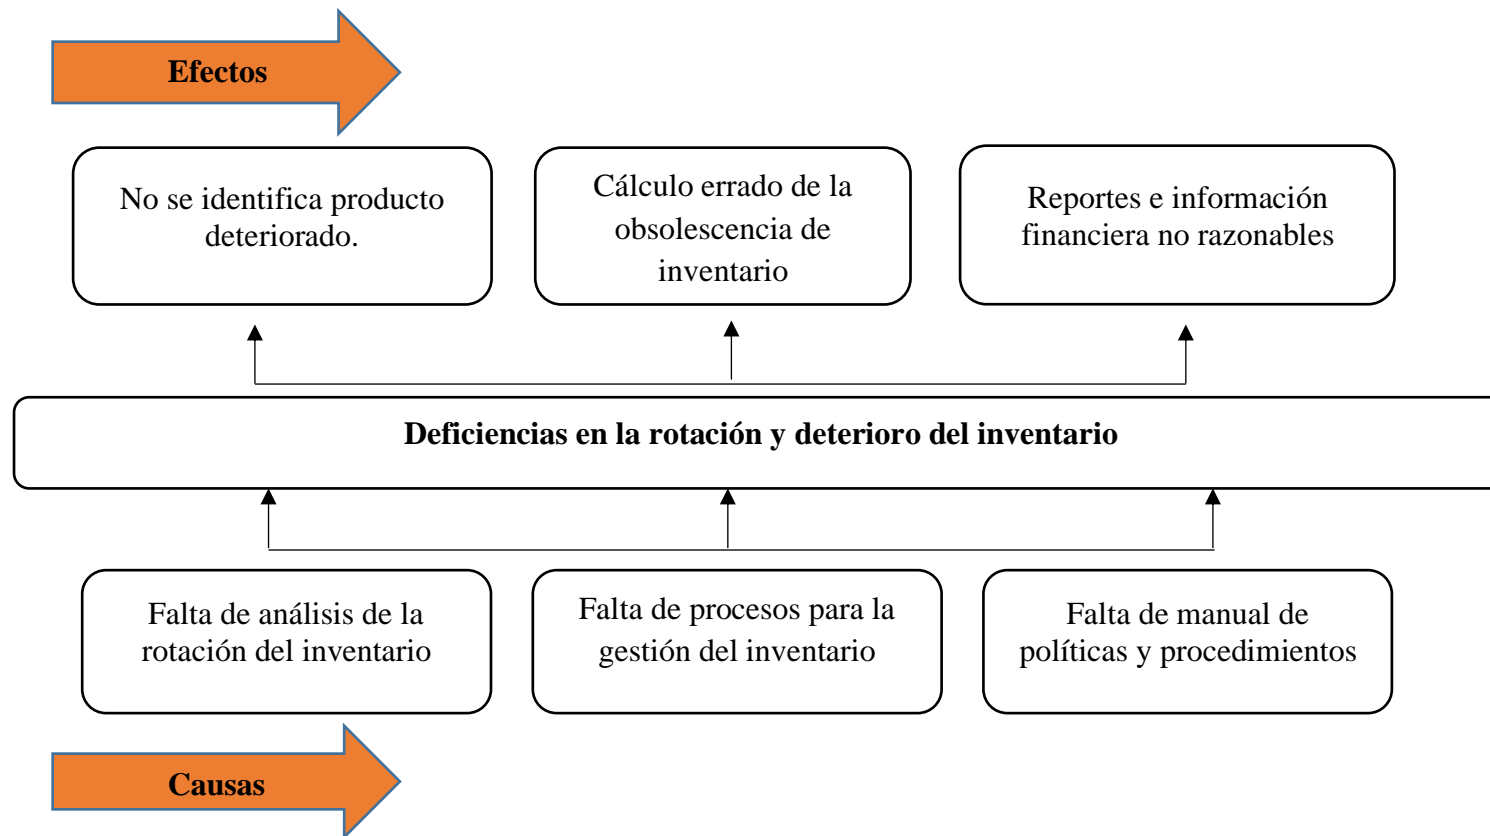 Efectos
No se identifica producto
deteriorado.
Cálculo errado de la
obsolescencia de
inventario
Reportes e información
financiera no razonables
Deficiencias en la rotación y deterioro del inventario
Falta de análisis de la
rotación del inventario
Falta de procesos para la
gestión del inventario
Falta de manual de
políticas y procedimientos
Causas